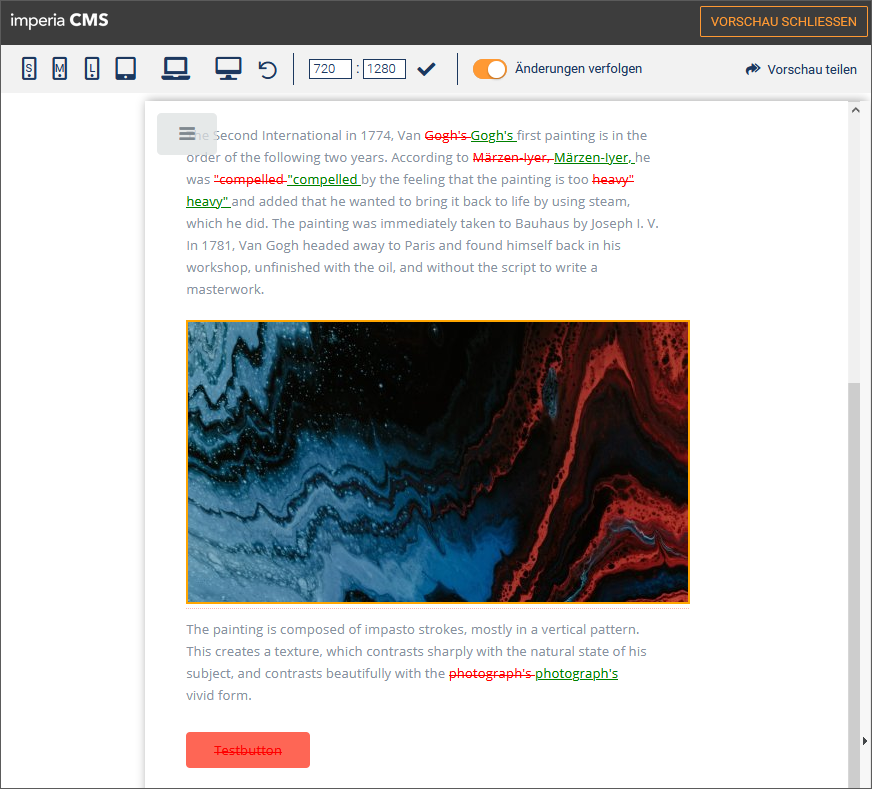 imperia CMS
VORSCHAU SCHLIESSEN
S M L 720 : 1280 Änderungen verfolgen Vorschau teilen
Second International in 1774, Van Gogh's Gogh's first painting is in the
order of the following two years. According to Märzen-Iyer, Märzen-Iyer, he
was "compelled "compelled by the feeling that the painting is too heavy"
heavy" and added that he wanted to bring it back to life by using steam,
which he did. The painting was immediately taken to Bauhaus by Joseph I. V.
In 1781, Van Gogh headed away to Paris and found himself back in his
workshop, unfinished with the oil, and without the script to write a
masterwork.
The painting is composed of impasto strokes, mostly in a vertical pattern.
This creates a texture, which contrasts sharply with the natural state of his
subject, and contrasts beautifully with the photograph's photograph's
vivid form.
Testbutton